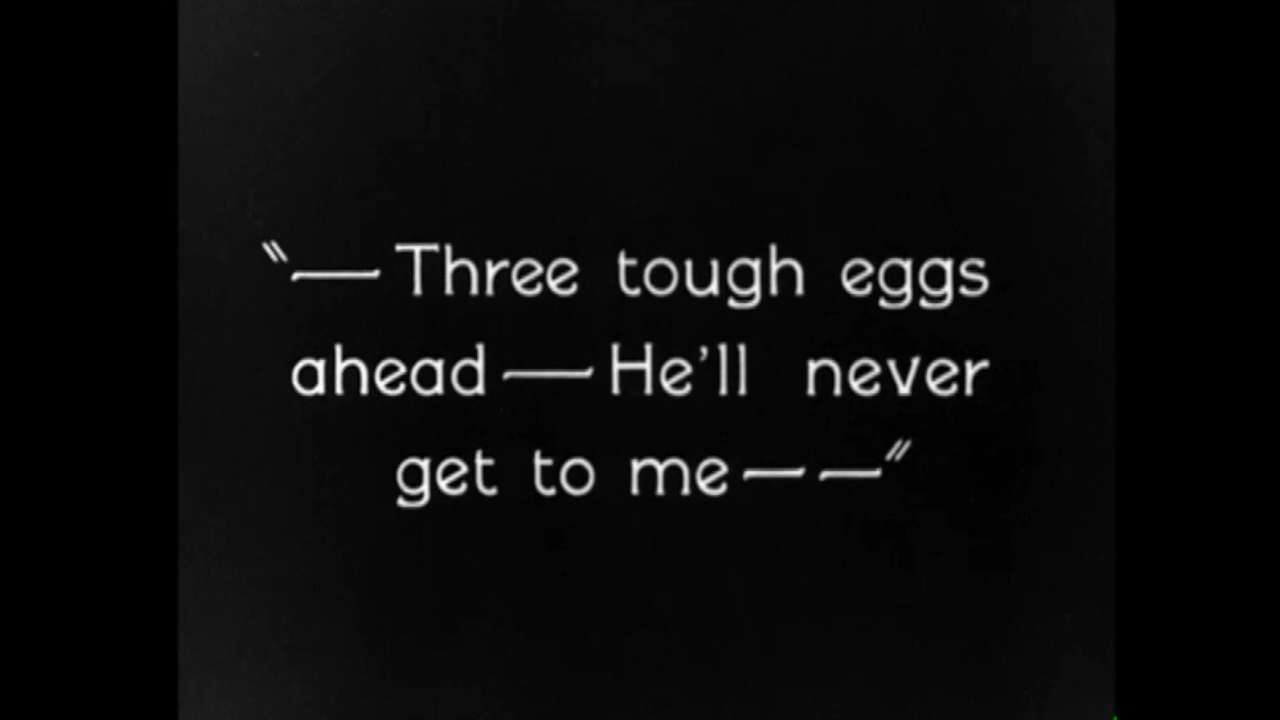 "—Three tough eggs
ahead—He'll never
get to me——"